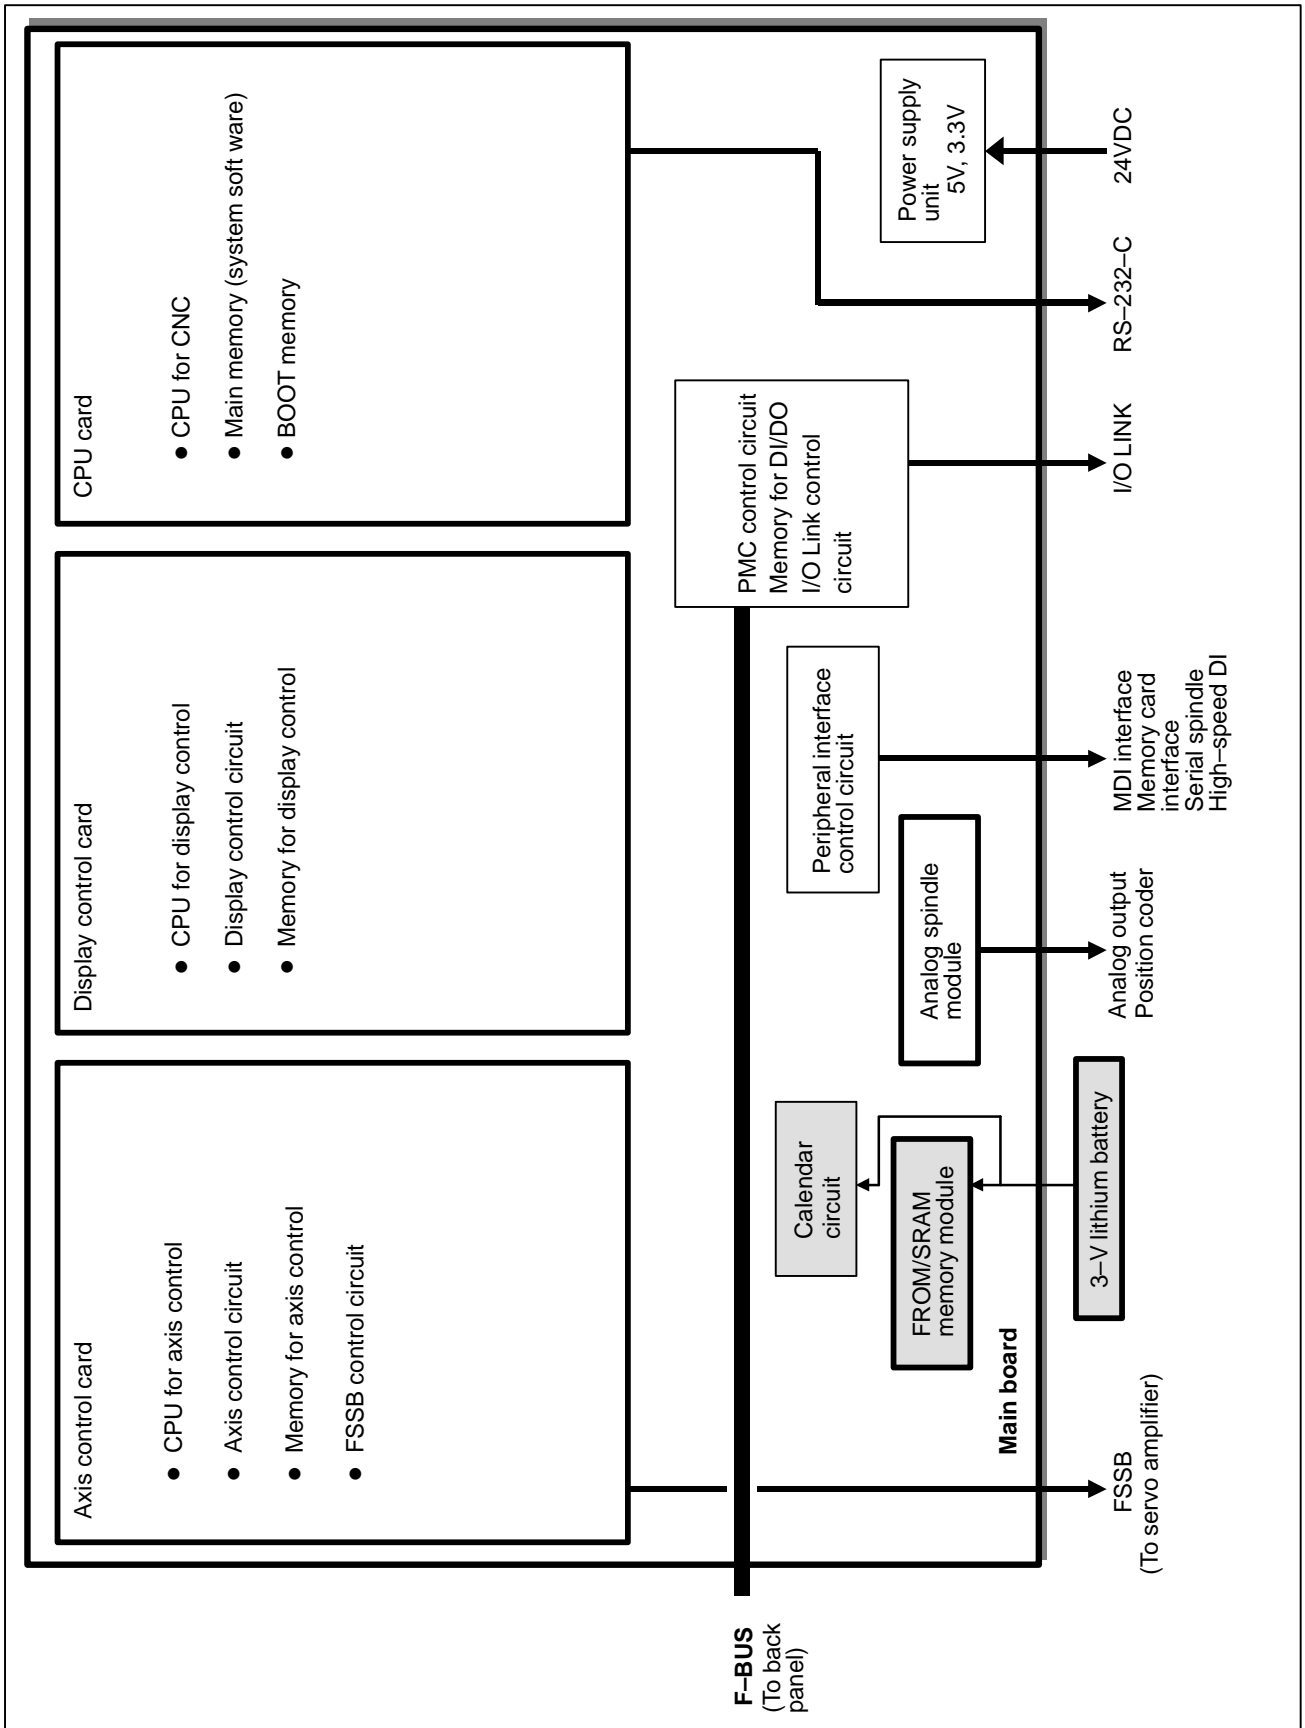 Axis control card
● CPU for axis control
● Axis control circuit
● Memory for axis control
● FSSB control circuit
Display control card
● CPU for display control
● Display control circuit
● Memory for display control
CPU card
● CPU for CNC
● Main memory (system soft ware)
● BOOT memory
F–BUS
(To back
panel)
PMC control circuit
Memory for DI/DO
I/O Link control
circuit
Calendar
circuit
FROM/SRAM
memory module
Analog spindle
module
Peripheral interface
control circuit
Power supply
unit
5V, 3.3V
Main board
3–V lithium battery
FSSB
(To servo amplifier)
Analog output
Position coder
MDI interface
Memory card
interface
Serial spindle
High–speed DI
I/O LINK
RS–232–C
24VDC